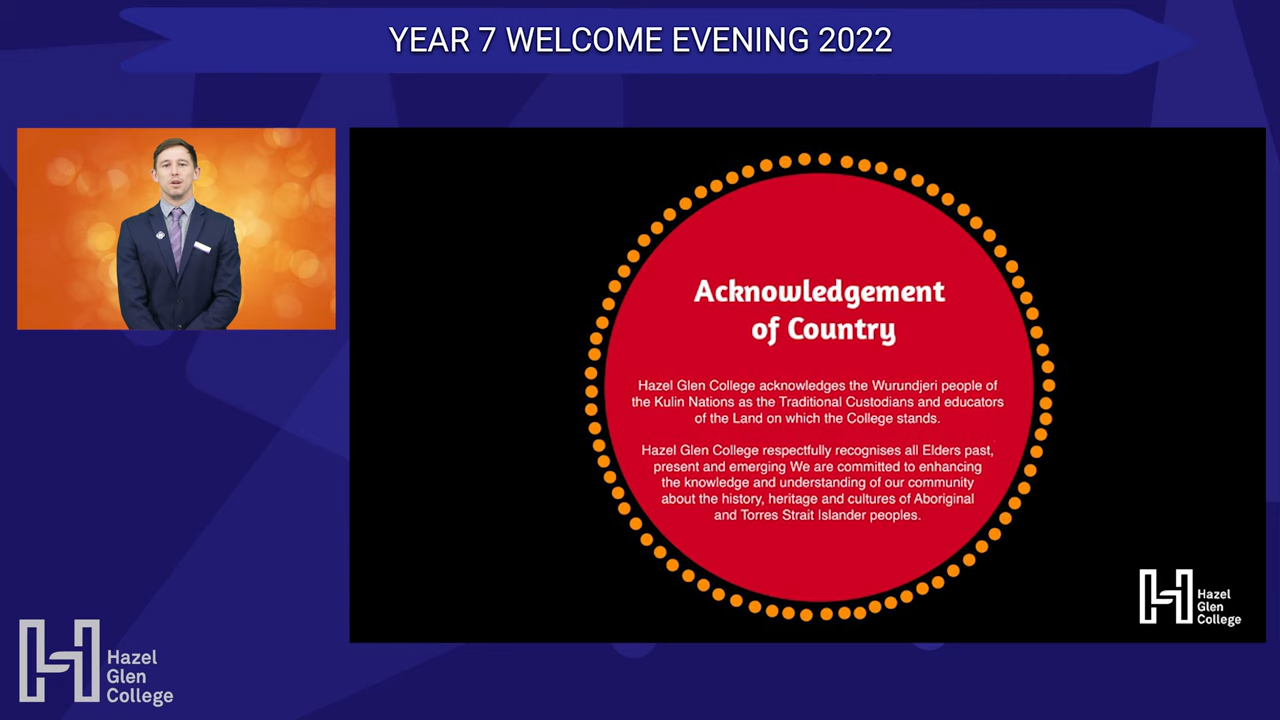 YEAR 7 WELCOME EVENING 2022
Acknowledgement
of Country
Hazel Glen College acknowledges the Wurundjeri people of
the Kulin Nations as the Traditional Custodians and educators
of the Land on which the College stands.
Hazel Glen College respectfully recognises all Elders past,
present and emerging We are committed to enhancing
the knowledge and understanding of our community
about the history, heritage and cultures of Aboriginal
and Torres Strait Islander peoples.
Hazel
Glen
College
Hazel
Glen
College